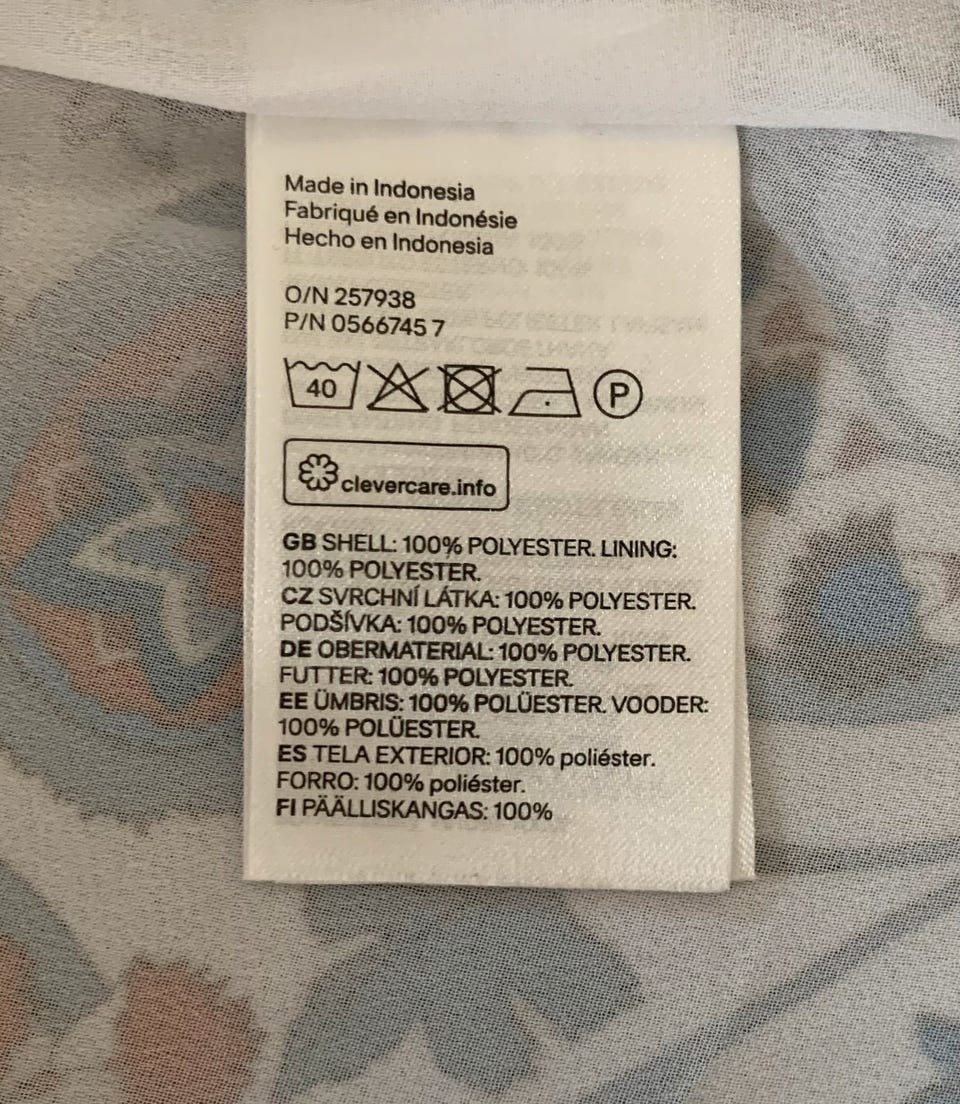 Made in Indonesia
Fabriqué en Indonésie
Hecho en Indonesia
O/N 257938
P/N 0566745 7
40
P
clevercare.info
GB SHELL: 100% POLYESTER. LINING:
100% POLYESTER.
CZ SVRCHNÍ LÁTKA: 100% POLYESTER.
PODŠÍVKA: 100% POLYESTER.
DE OBERMATERIAL: 100% POLYESTER.
FUTTER: 100% POLYESTER.
EE ÜMBRIS: 100% POLÜESTER. VOODER:
100% POLÜESTER.
ES TELA EXTERIOR: 100% poliéster.
FORRO: 100% poliéster.
FI PÄÄLLISKANGAS: 100%